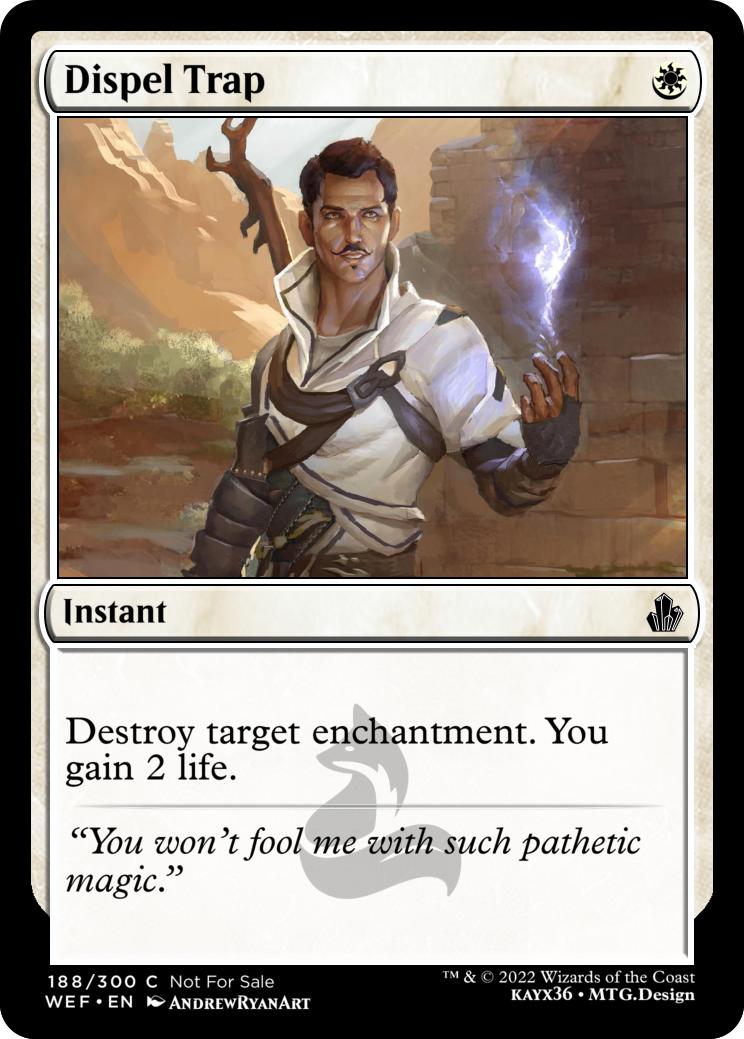 Dispel Trap
Instant
Destroy target enchantment. You
gain 2 life.
“You won’t fool me with such pathetic
magic.”
188/300 C Not For Sale
WEF • EN AndrewRyanArt
™ & © 2022 Wizards of the Coast
KAYX36 • MTG.Design